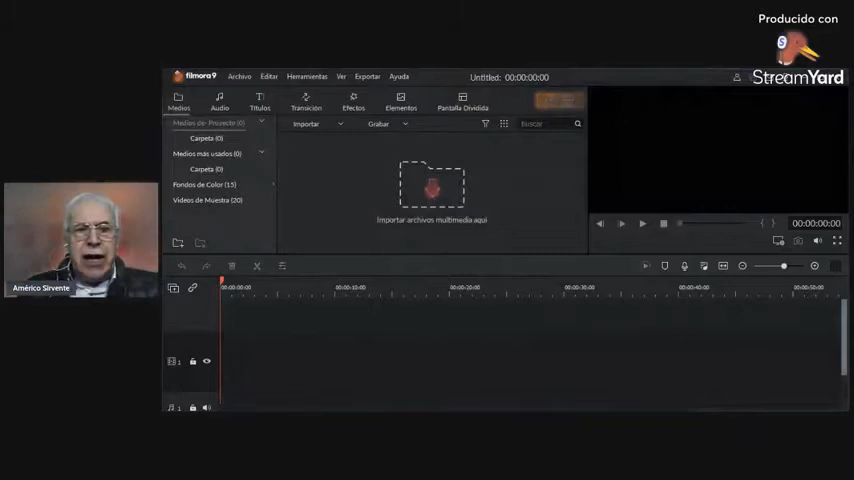 Producido con
StreamYard
filmora9 Archivo Editar Herramientas Ver Exportar Ayuda Untitled: 00:00:00:00
Medios Audio Títulos Transición Efectos Elementos Pantalla Dividida
Medios de- Proyecto (0) Importar Grabar buscar
Carpeta (0)
Medios más usados (0)
Carpeta (0)
Fondos de Color (15)
Videos de Muestra (20)
Importar archivos multimedia aquí
{ } 00:00:00:00
Américo Sirvente
00:00:00:00 00:00:10:00 00:00:20:00 00:00:30:00 00:00:40:00 00:00:50:00
1
1